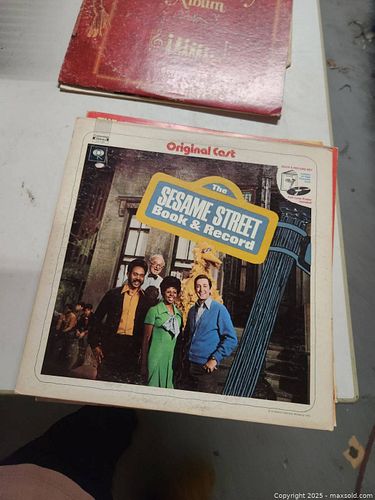 Album
Original Cast
The
SESAME STREET
Book & Record
Copyright 2025 - maxsold.com